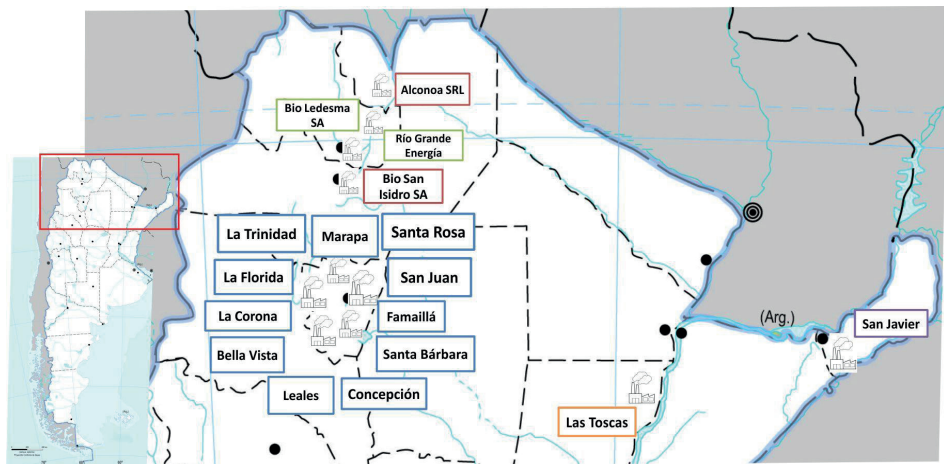 Alconoa SRL
Bio Ledesma
SA
Río Grande
Energía
Bio San
Isidro SA
La Trinidad
Marapa
Santa Rosa
La Florida
San Juan
La Corona
Famaillá
Bella Vista
Santa Bárbara
Leales
Concepción
(Arg.)
San Javier
Las Toscas